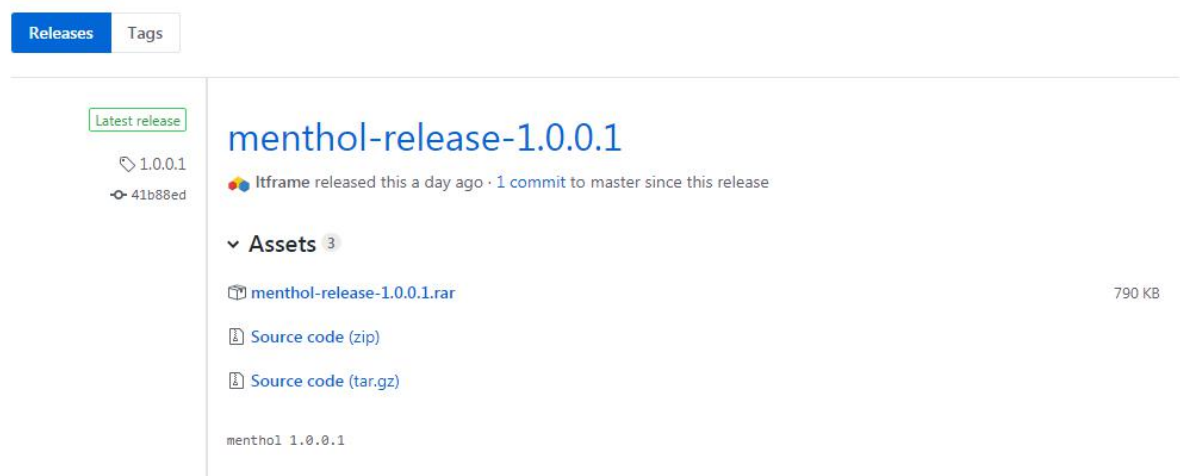 Releases Tags
Latest release
1.0.0.1
41b88ed
menthol-release-1.0.0.1
ltframe released this a day ago · 1 commit to master since this release
Assets 3
menthol-release-1.0.0.1.rar 790 KB
Source code (zip)
Source code (tar.gz)
menthol 1.0.0.1